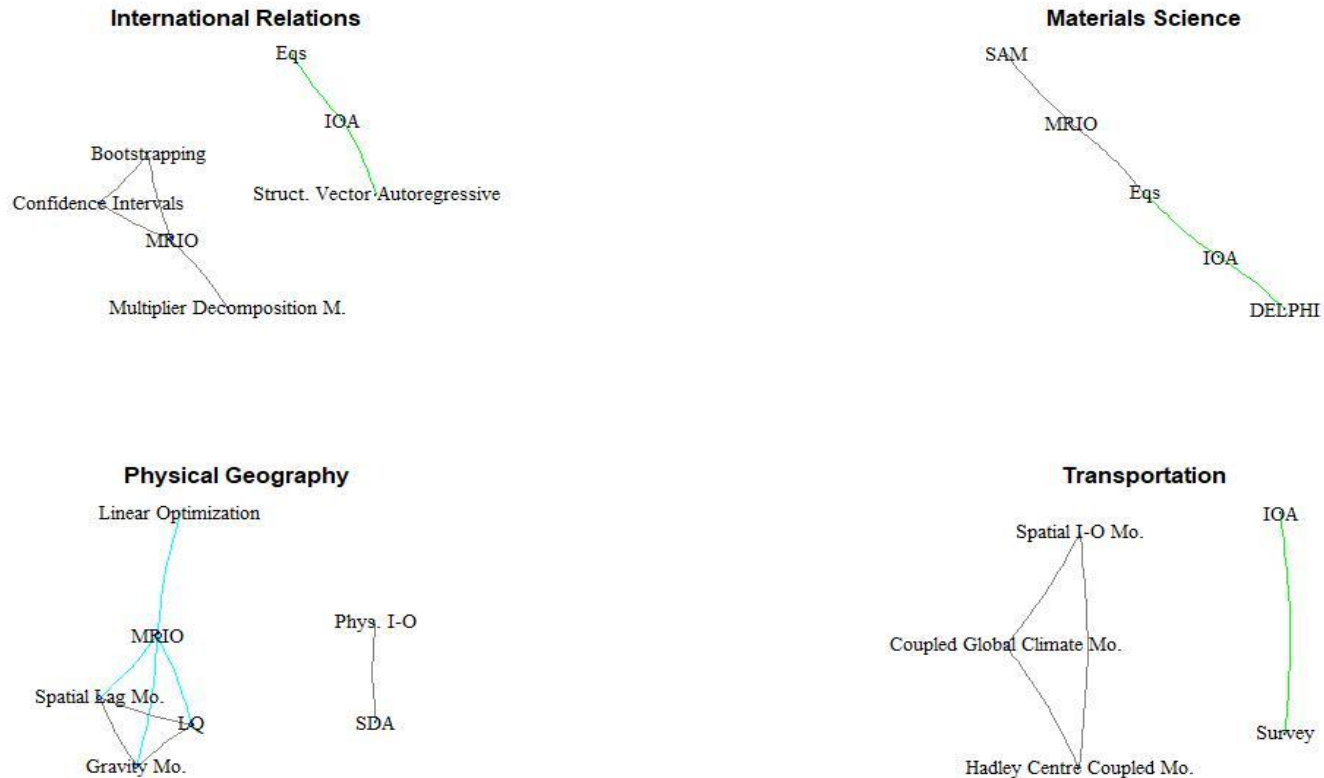 International Relations
Eqs
IOA
Bootstrapping
Struct. Vector Autoregressive
Confidence Intervals
MRIO
Multiplier Decomposition M.
Materials Science
SAM
MRIO
Eqs
IOA
DELPHI
Physical Geography
Linear Optimization
MRIO
Phys. I-O
Spatial Lag Mo.
LQ
SDA
Gravity Mo.
Transportation
IOA
Spatial I-O Mo.
Coupled Global Climate Mo.
Survey
Hadley Centre Coupled Mo.